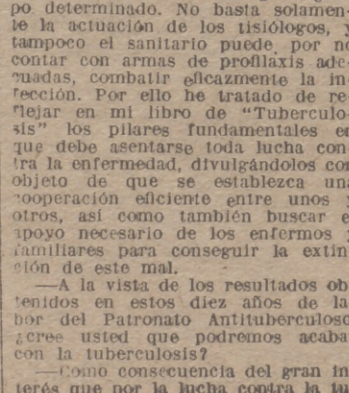 po determinado. No basta solamen-
te la actuación de los tisiólogos, y
tampoco el sanitario puede, por no
contar con armas de profilaxis ade-
cuadas, combatir eficazmente la in-
fección. Por ello he tratado de re-
flejar en mi libro de "Tuberculo-
sis" los pilares fundamentales en
que debe asentarse toda lucha con-
tra la enfermedad, divulgándolos con
objeto de que se establezca una
cooperación eficiente entre unos y
otros, así como también buscar el
apoyo necesario de los enfermos y
familiares para conseguir la extin-
ción de este mal.
—A la vista de los resultados ob-
tenidos en estos diez años de la-
bor del Patronato Antituberculoso
¿cree usted que podremos acaba
con la tuberculosis?
—Como consecuencia del gran in-
terés que por la lucha contra la tu